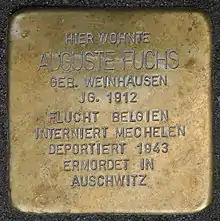 HIER WOHNTE
AUGUSTE FUCHS
GEB. WEINHAUSEN
JG. 1912
FLUCHT BELGIEN
INTERNIERT MECHELEN
DEPORTIERT 1943
ERMORDET IN
AUSCHWITZ